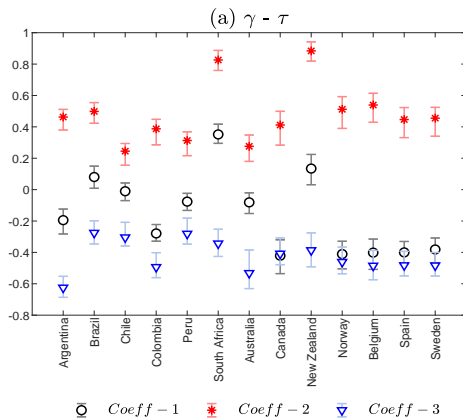 (a) γ - τ
1
0.8
0.6
0.4
0.2
0
-0.2
-0.4
-0.6
-0.8
Argentina
Brazil
Chile
Colombia
Peru
South Africa
Australia
Canada
New Zealand
Norway
Belgium
Spain
Sweden
Coeff − 1 Coeff − 2 Coeff − 3